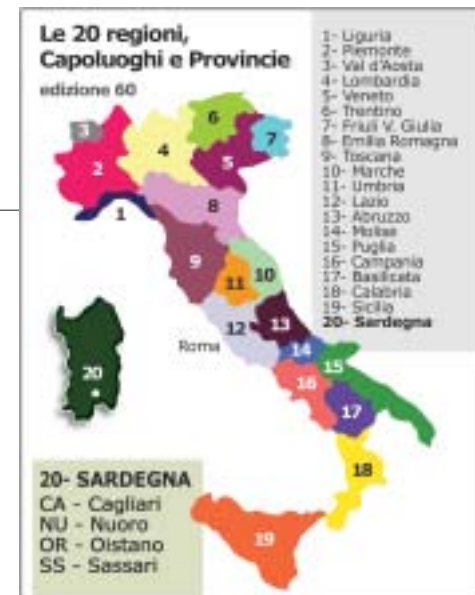 Le 20 regioni,
Capoluoghi e Provincie
edizione 60
1- Liguria
2- Piemonte
3- Val d'Aosta
4- Lombardia
5- Veneto
6- Trentino
7- Friuli V. Giulia
8- Emilia Romagna
9- Toscana
10- Marche
11- Umbria
12- Lazio
13- Abruzzo
14- Molise
15- Puglia
16- Campania
17- Basilicata
18- Calabria
19- Sicilia
20- Sardegna
3
6
4
7
2
5
1
8
9
10
11
12
13
Roma
14
15
20
16
17
18
19
20- SARDEGNA
CA - Cagliari
NU - Nuoro
OR - Oistano
SS - Sassari